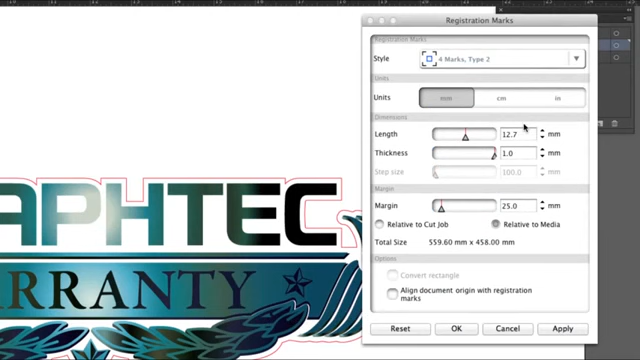 Registration Marks
Registration Marks
Style
4 Marks, Type 2
Units
Units
mm
cm
in
Dimensions
Length
12.7
mm
Thickness
1.0
mm
Step size
100.0
mm
Margin
Margin
25.0
mm
Relative to Cut Job
Relative to Media
Total Size
559.60 mm x 458.00 mm
Options
Convert rectangle
Align document origin with registration
marks
Reset
OK
Cancel
Apply
APHTEC
RRANTY